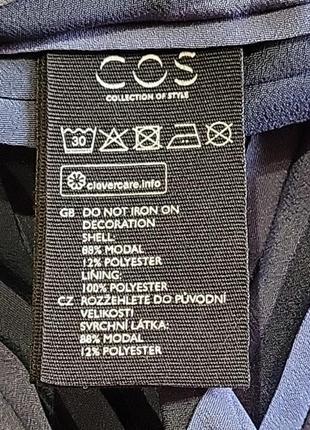 COS
COLLECTION OF STYLE
30
clevercare.info
GB DO NOT IRON ON
DECORATION
SHELL:
88% MODAL
12% POLYESTER
LINING:
100% POLYESTER
CZ ROZŽEHLETE DO PŮVODNÍ
VELIKOSTI
SVRCHNÍ LÁTKA:
88% MODAL
12% POLYESTER